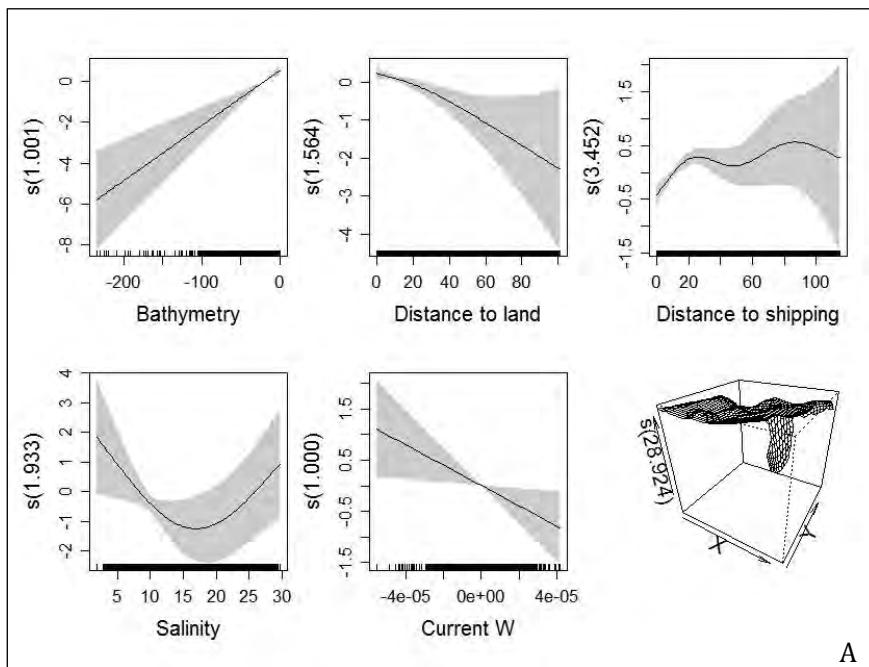 s(1.001)
0
-2
-4
-6
-8
-200 -100 0
Bathymetry
s(1.564)
0
-1
-2
-3
-4
0 20 40 60 80
Distance to land
s(3.452)
1.5
0.5
-0.5
-1.5
0 20 60 100
Distance to shipping
s(1.933)
4
3
2
1
0
-1
-2
5 10 15 20 25 30
Salinity
s(1.000)
1.5
0.5
-0.5
-1.5
-4e-05 0e+00 4e-05
Current W
s(28.924)
X
Y
A